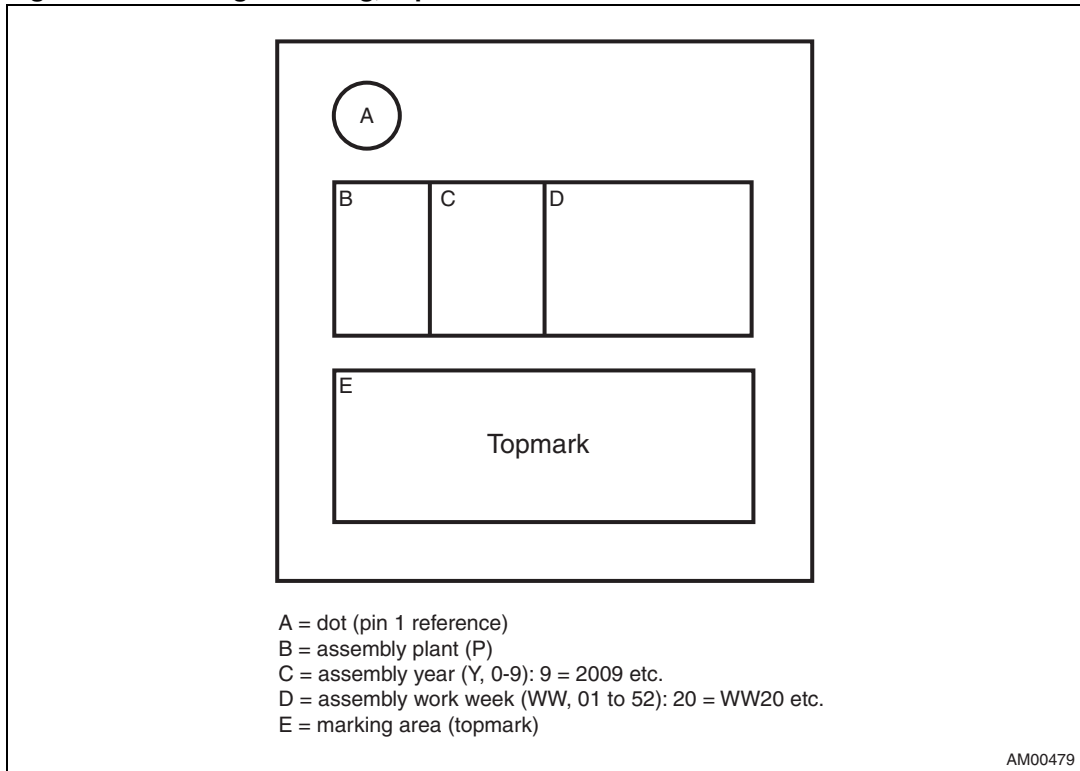 A
B C D
E
Topmark
A = dot (pin 1 reference)
B = assembly plant (P)
C = assembly year (Y, 0-9): 9 = 2009 etc.
D = assembly work week (WW, 01 to 52): 20 = WW20 etc.
E = marking area (topmark)
AM00479